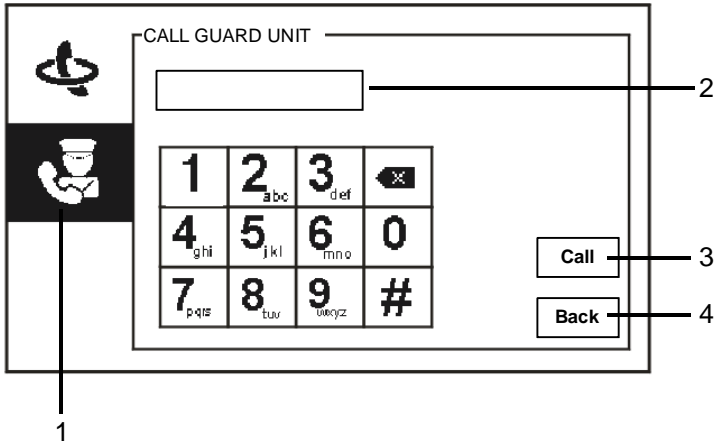 CALL GUARD UNIT
2
1 2abc 3def X
4ghi 5jkl 6mno 0
Call 3
7pqrs 8tuv 9wxyz #
Back 4
1